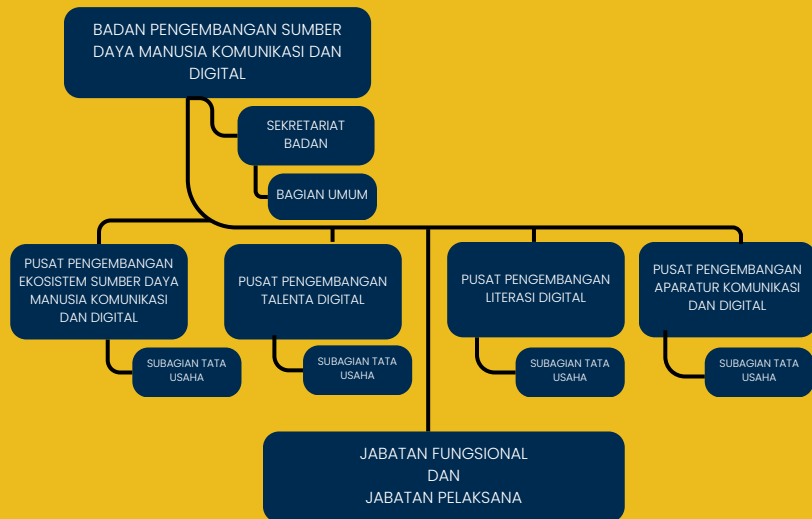 BADAN PENGEMBANGAN SUMBER
DAYA MANUSIA KOMUNIKASI DAN
DIGITAL
SEKRETARIAT
BADAN
BAGIAN UMUM
PUSAT PENGEMBANGAN
EKOSISTEM SUMBER DAYA
MANUSIA KOMUNIKASI
DAN DIGITAL
PUSAT PENGEMBANGAN
TALENTA DIGITAL
PUSAT PENGEMBANGAN
LITERASI DIGITAL
PUSAT PENGEMBANGAN
APARATUR KOMUNIKASI
DAN DIGITAL
SUBAGIAN TATA
USAHA
SUBAGIAN TATA
USAHA
SUBAGIAN TATA
USAHA
SUBAGIAN TATA
USAHA
JABATAN FUNGSIONAL
DAN
JABATAN PELAKSANA